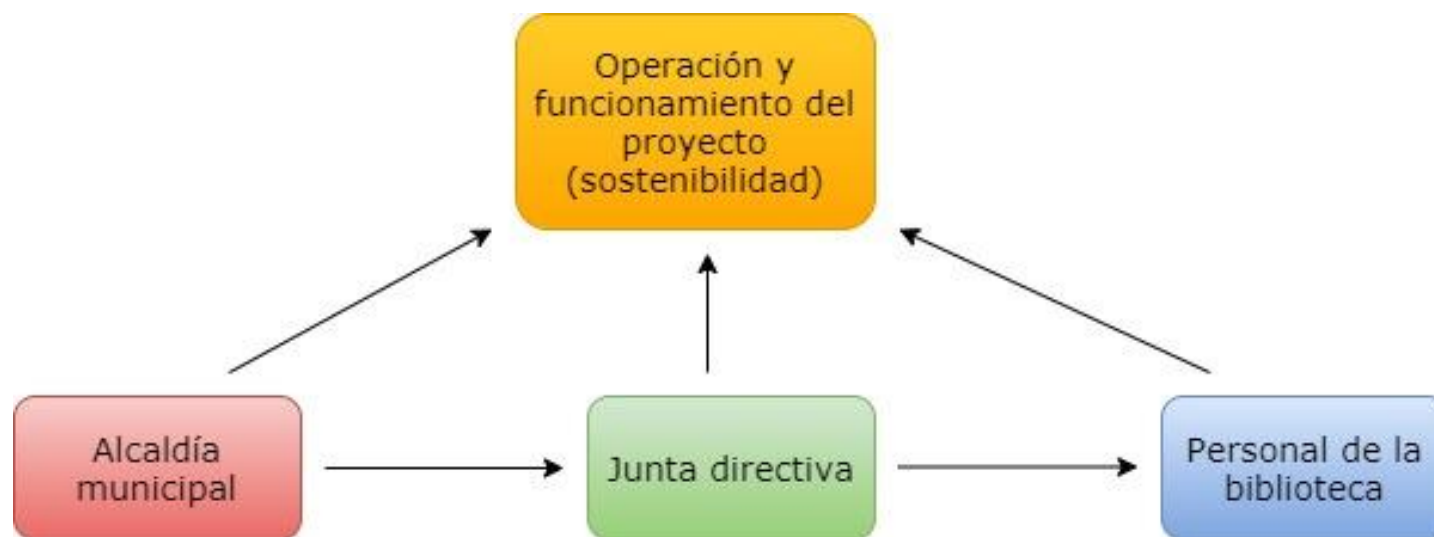 Operación y
funcionamiento del
proyecto
(sostenibilidad)
Alcaldía
municipal
Junta directiva
Personal de la
biblioteca